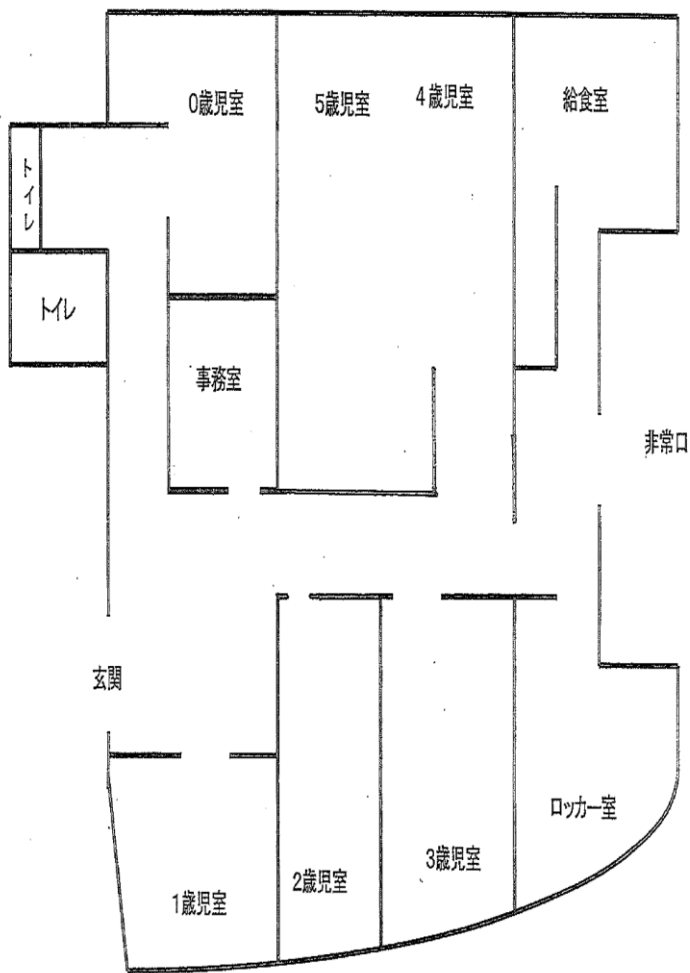 0歳児室
5歳児室
4歳児室
給食室
トイレ
トイレ
事務室
非常口
玄関
ロッカー室
3歳児室
2歳児室
1歳児室